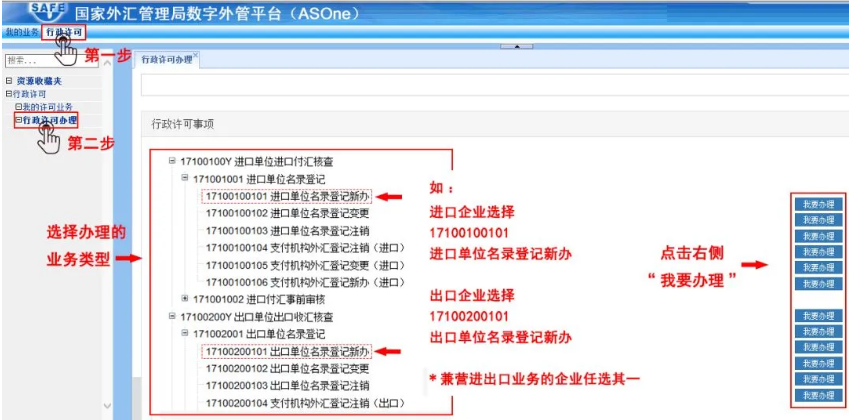 SAFE 国家外汇管理局数字外管平台（ASOne）
我的业务 行政许可
第一步
搜索...
行政许可办理
资源收藏夹
行政许可
我的许可业务
行政许可办理
第二步
行政许可事项
选择办理的
业务类型
17100100Y 进口单位进口付汇核查
171001001 进口单位名录登记
17100100101 进口单位名录登记新办
17100100102 进口单位名录登记变更
17100100103 进口单位名录登记注销
17100100104 支付机构外汇登记注销（进口）
17100100105 支付机构外汇登记变更（进口）
17100100106 支付机构外汇登记新办（进口）
171001002 进口付汇事前审核
17100200Y 出口单位出口收汇核查
171002001 出口单位名录登记
17100200101 出口单位名录登记新办
17100200102 出口单位名录登记变更
17100200103 出口单位名录登记注销
17100200104 支付机构外汇登记注销（出口）
如：
进口企业选择
17100100101
进口单位名录登记新办
出口企业选择
17100200101
出口单位名录登记新办
*兼营进出口业务的企业任选其一
点击右侧
“我要办理”
我要办理
我要办理
我要办理
我要办理
我要办理
我要办理
我要办理
我要办理
我要办理
我要办理
我要办理
我要办理